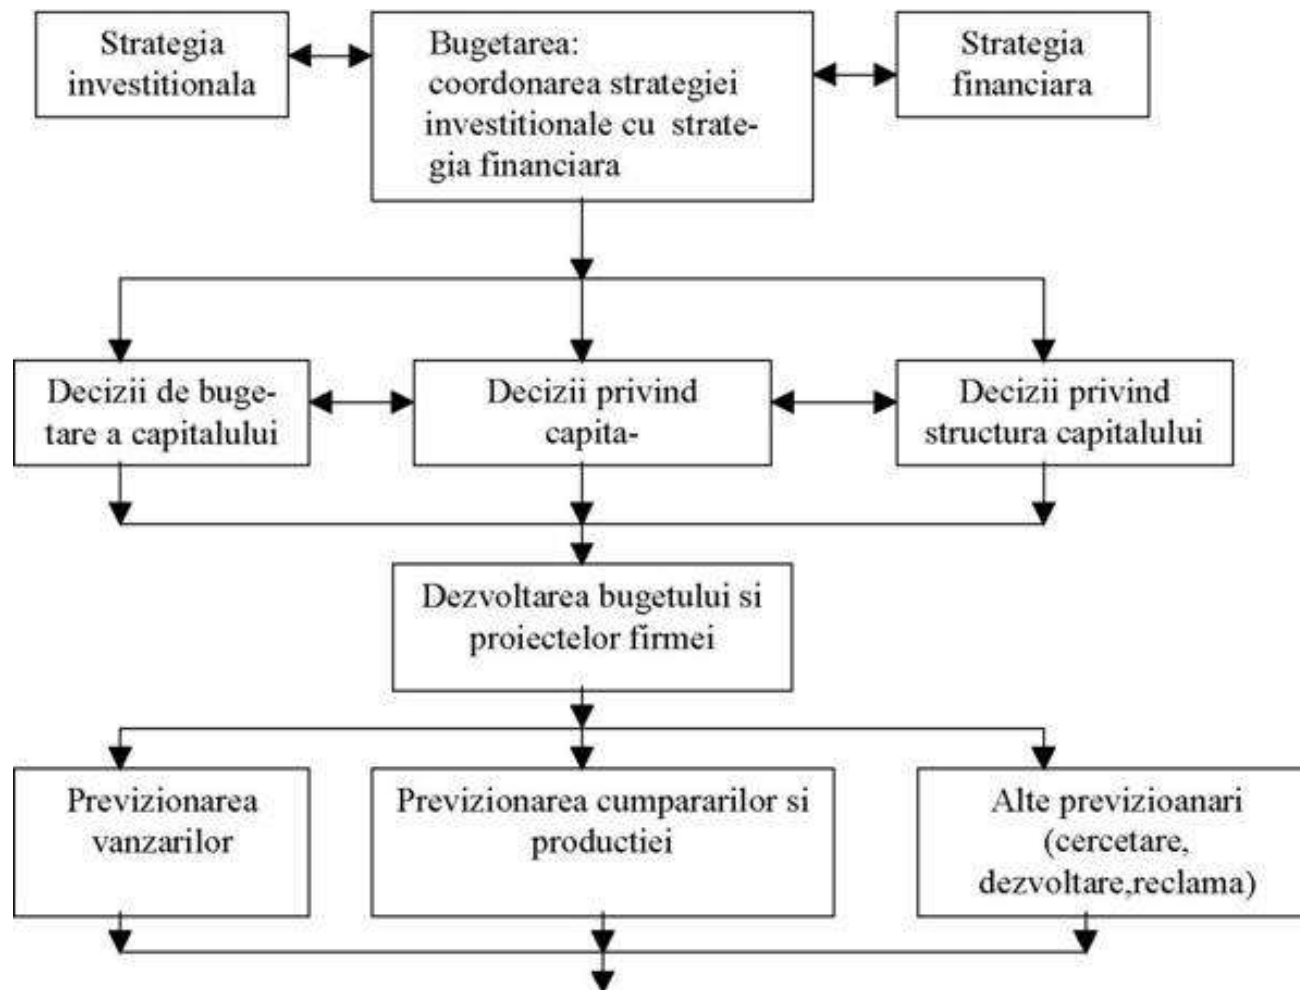 Strategia
investitionala
Bugetarea:
coordonarea strategiei
investitionale cu strate-
gia financiara
Strategia
financiara
Decizii de buge-
tare a capitalului
Decizii privind
capita-
Decizii privind
structura capitalului
Dezvoltarea bugetului si
proiectelor firmei
Previzionarea
vanzarilor
Previzionarea cumpararilor si
productiei
Alte previzioanari
(cercetare,
dezvoltare,reclama)